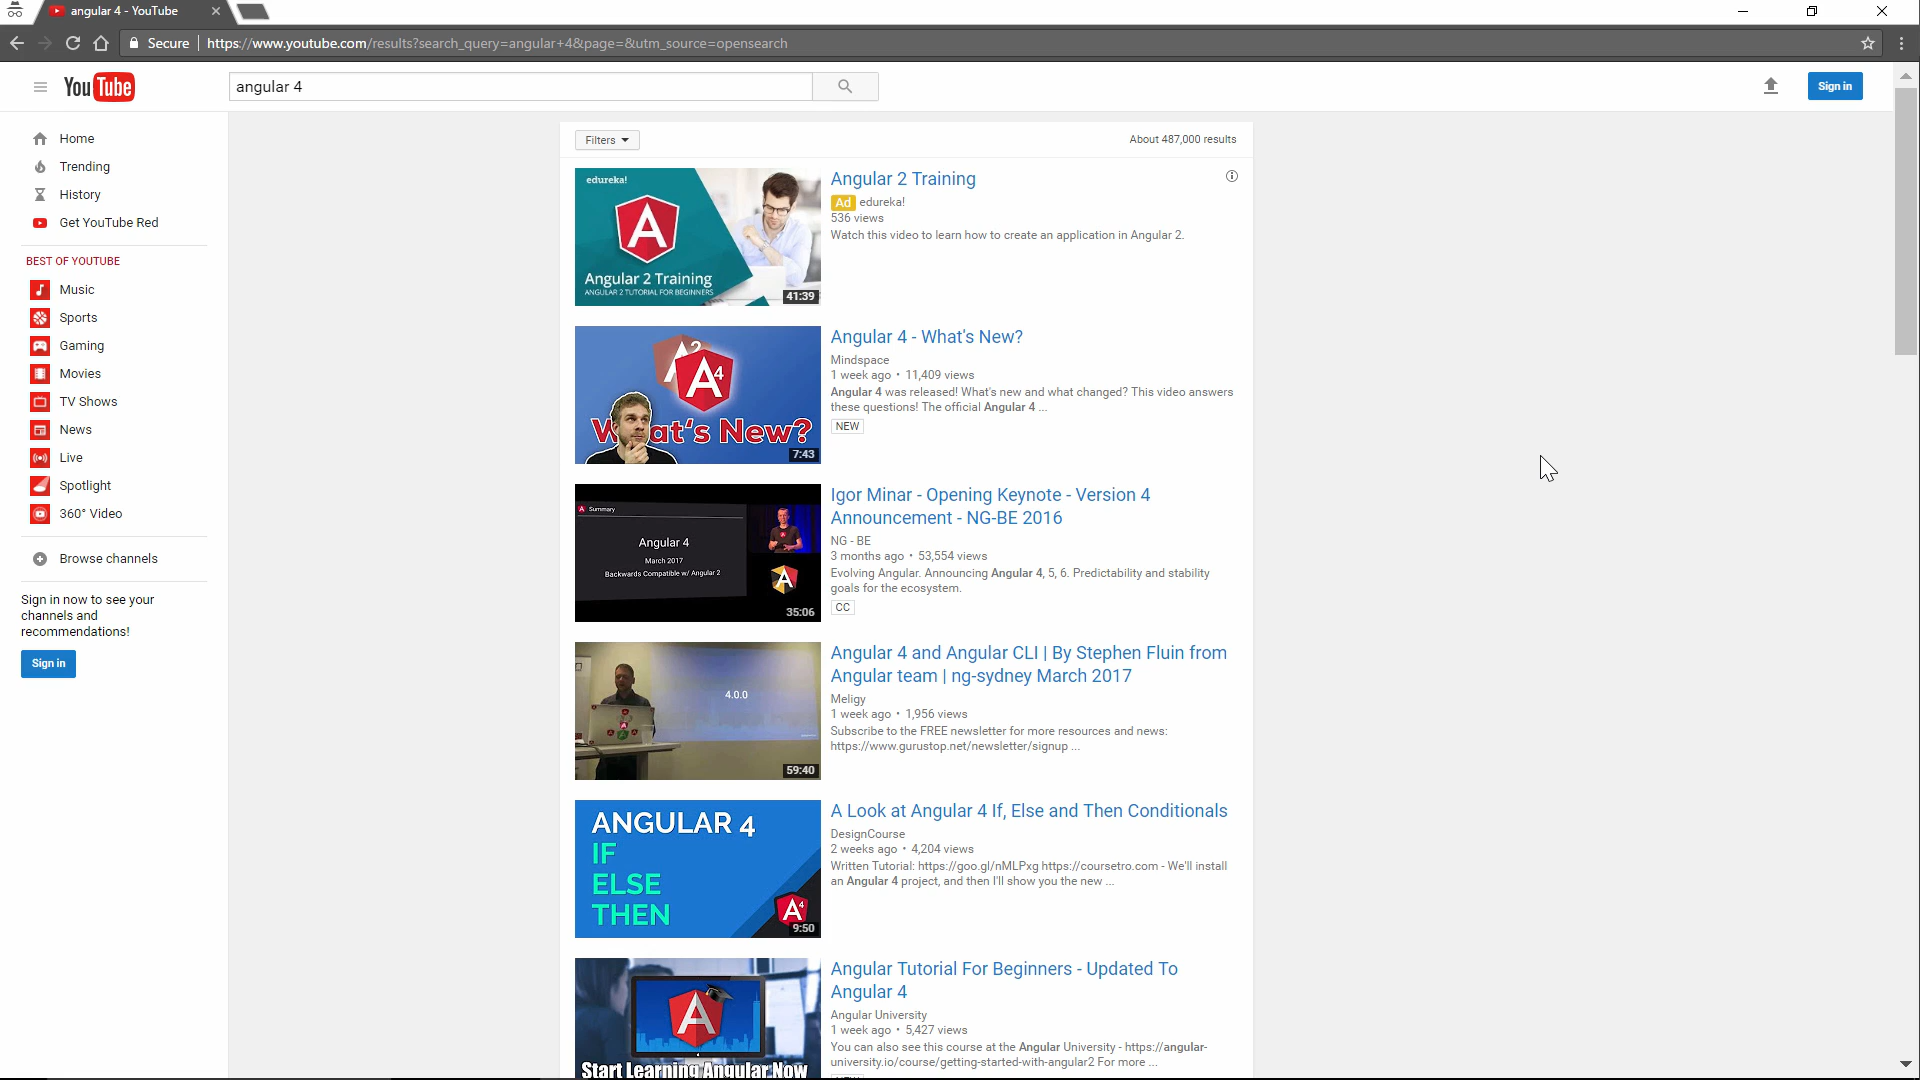 angular 4 - YouTube
Secure
https://www.youtube.com/results?search_query=angular+4&page=&utm_source=opensearch
YouTube
angular 4
Sign in
Home
Trending
History
Get YouTube Red
BEST OF YOUTUBE
Music
Sports
Gaming
Movies
TV Shows
News
Live
Spotlight
360° Video
Browse channels
Sign in now to see your
channels and
recommendations!
Sign in
Filters
About 487,000 results
edureka!
Angular 2 Training
ANGULAR 2 TUTORIAL FOR BEGINNERS
41:39
Angular 2 Training
Ad edureka!
536 views
Watch this video to learn how to create an application in Angular 2.
A 2
A 4
What's New?
7:43
Angular 4 - What's New?
Mindspace
1 week ago • 11,409 views
Angular 4 was released! What's new and what changed? This video answers
these questions! The official Angular 4 ...
NEW
Summary
Angular 4
March 2017
Backwards Compatible w/ Angular 2
35:06
Igor Minar - Opening Keynote - Version 4
Announcement - NG-BE 2016
NG - BE
3 months ago • 53,554 views
Evolving Angular. Announcing Angular 4, 5, 6. Predictability and stability
goals for the ecosystem.
CC
4.0.0
59:40
Angular 4 and Angular CLI | By Stephen Fluin from
Angular team | ng-sydney March 2017
Meligy
1 week ago • 1,956 views
Subscribe to the FREE newsletter for more resources and news:
https://www.gurustop.net/newsletter/signup ...
ANGULAR 4
IF
ELSE
THEN
A 4
9:50
A Look at Angular 4 If, Else and Then Conditionals
DesignCourse
2 weeks ago • 4,204 views
Written Tutorial: https://goo.gl/nMLPxg https://coursetro.com - We'll install
an Angular 4 project, and then I'll show you the new ...
A
Start Learning Angular Now
Angular Tutorial For Beginners - Updated To
Angular 4
Angular University
1 week ago • 5,427 views
You can also see this course at the Angular University - https://angular-
university.io/course/getting-started-with-angular2 For more ...